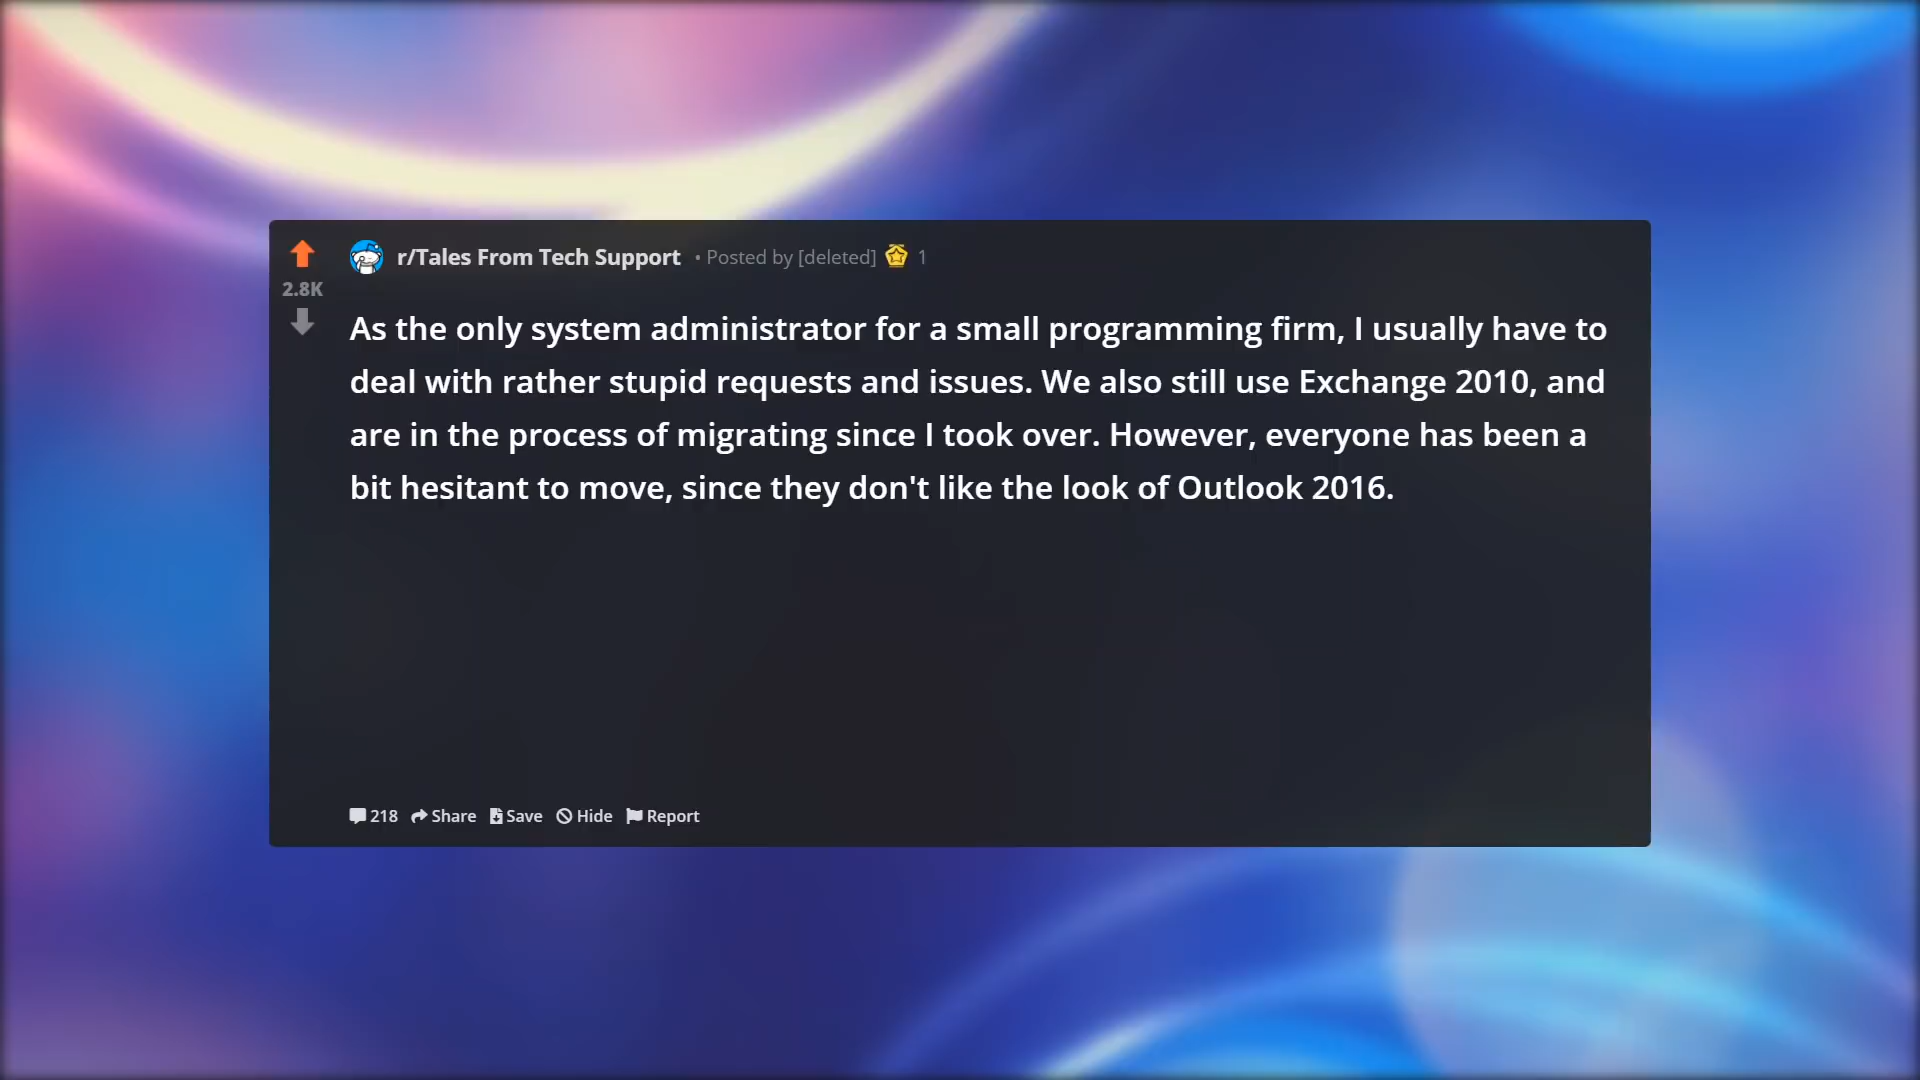 r/Tales From Tech Support • Posted by [deleted] 1
2.8K
As the only system administrator for a small programming firm, I usually have to
deal with rather stupid requests and issues. We also still use Exchange 2010, and
are in the process of migrating since I took over. However, everyone has been a
bit hesitant to move, since they don't like the look of Outlook 2016.
218 Share Save Hide Report